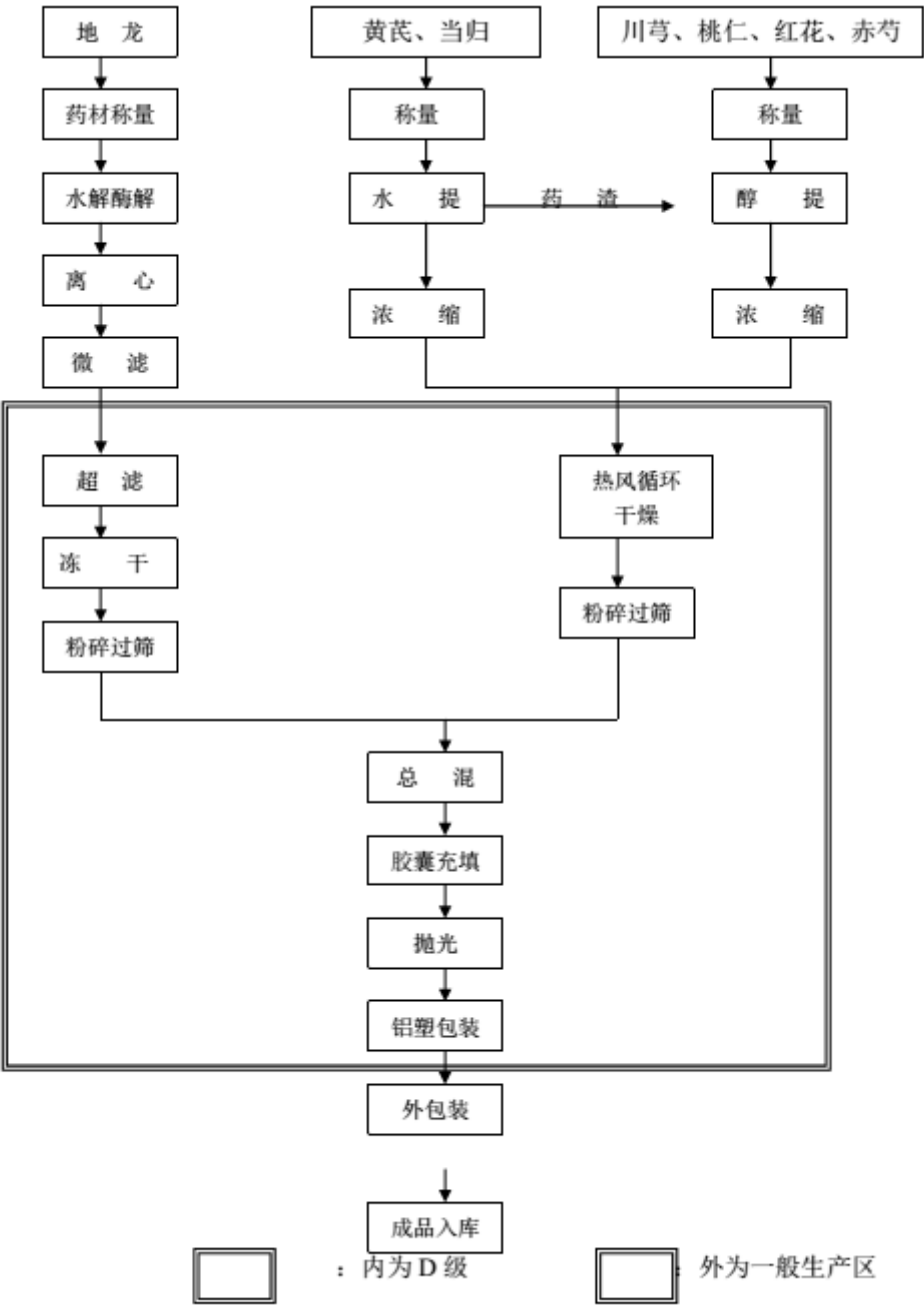 地 龙
黄芪、当归
川芎、桃仁、红花、赤芍
药材称量
称量
称量
水解酶解
水 提
药 渣
醇 提
离 心
浓 缩
浓 缩
微 滤
超 滤
热风循环
干燥
冻 干
粉碎过筛
粉碎过筛
总 混
胶囊充填
抛光
铝塑包装
外包装
成品入库
：内为 D 级
：外为一般生产区